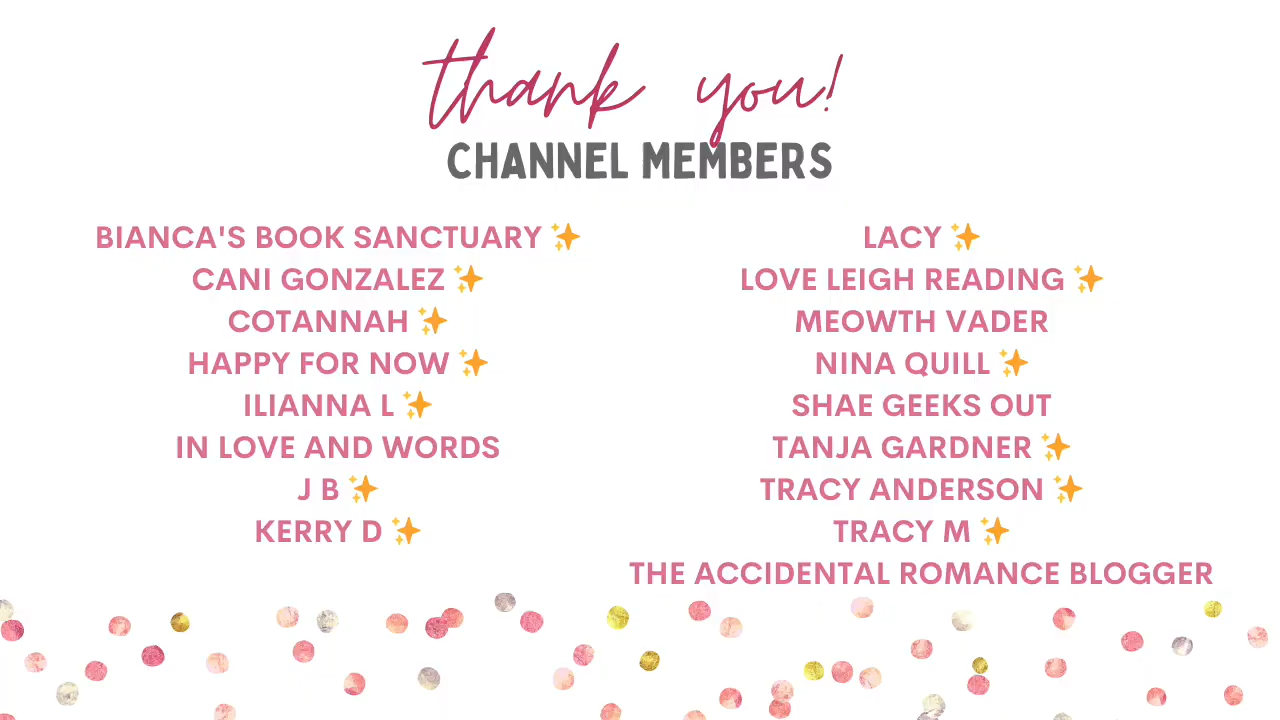 thank you!
CHANNEL MEMBERS
BIANCA'S BOOK SANCTUARY ✨
CANI GONZALEZ ✨
COTANNAH ✨
HAPPY FOR NOW ✨
ILIANNA L ✨
IN LOVE AND WORDS
J B ✨
KERRY D ✨
LACY ✨
LOVE LEIGH READING ✨
MEOWTH VADER
NINA QUILL ✨
SHAE GEEKS OUT
TANJA GARDNER ✨
TRACY ANDERSON ✨
TRACY M ✨
THE ACCIDENTAL ROMANCE BLOGGER